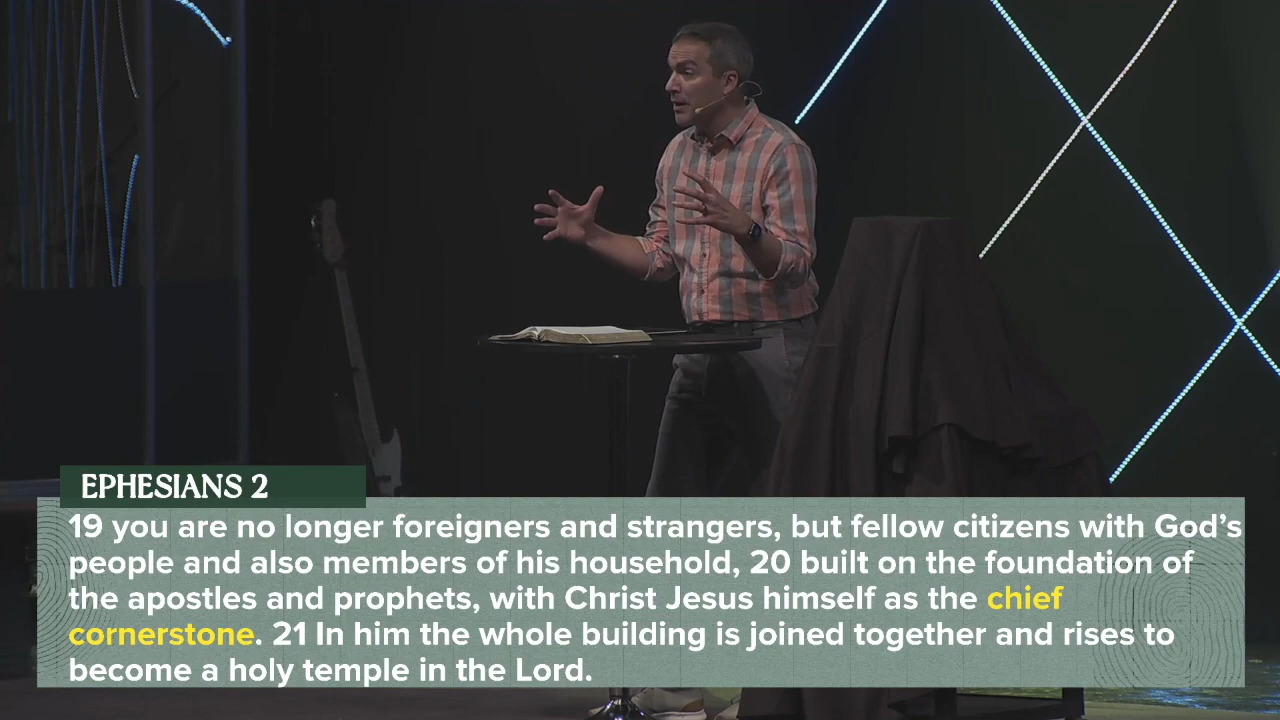 EPHESIANS 2
19 you are no longer foreigners and strangers, but fellow citizens with God's
people and also members of his household, 20 built on the foundation of
the apostles and prophets, with Christ Jesus himself as the chief
cornerstone. 21 In him the whole building is joined together and rises to
become a holy temple in the Lord.